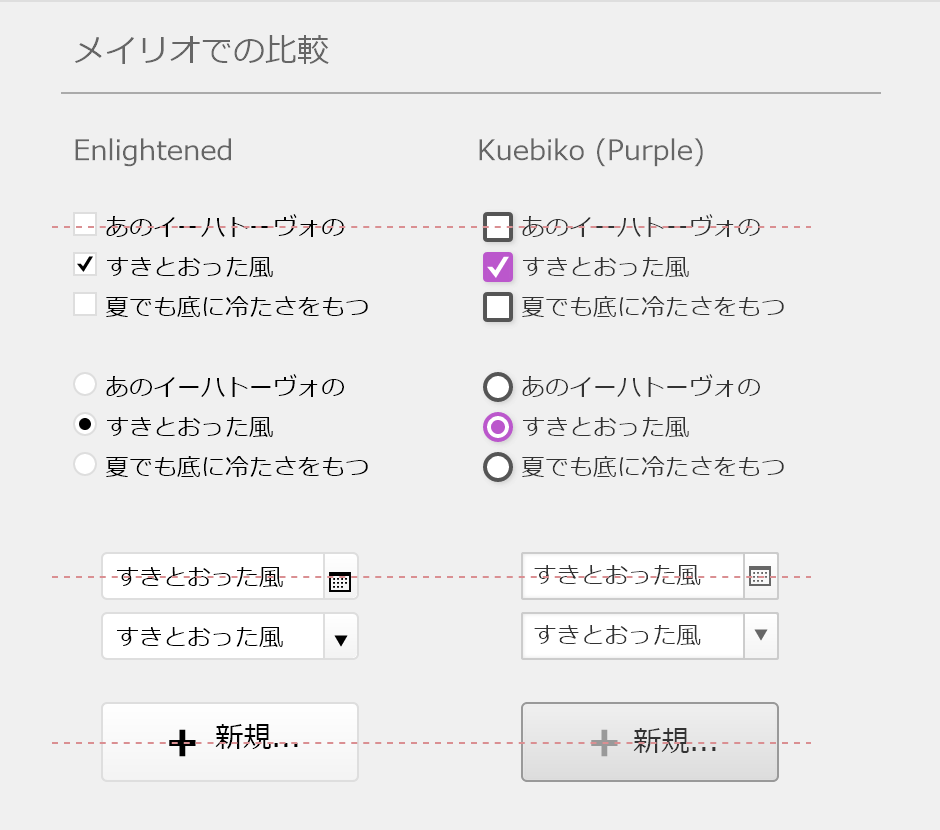 メイリオでの比較
Enlightened
Kuebiko (Purple)
あのイーハトーヴォの
あのイーハトーヴォの
すきとおった風
すきとおった風
夏でも底に冷たさをもつ
夏でも底に冷たさをもつ
あのイーハトーヴォの
あのイーハトーヴォの
すきとおった風
すきとおった風
夏でも底に冷たさをもつ
夏でも底に冷たさをもつ
すきとおった風
すきとおった風
すきとおった風
すきとおった風
新規...
新規...